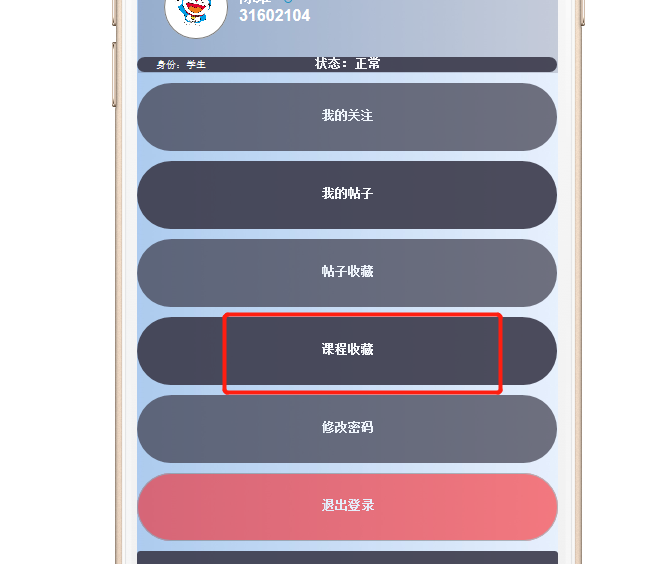 31602104
身份：学生
状态：正常
我的关注
我的帖子
帖子收藏
课程收藏
修改密码
退出登录